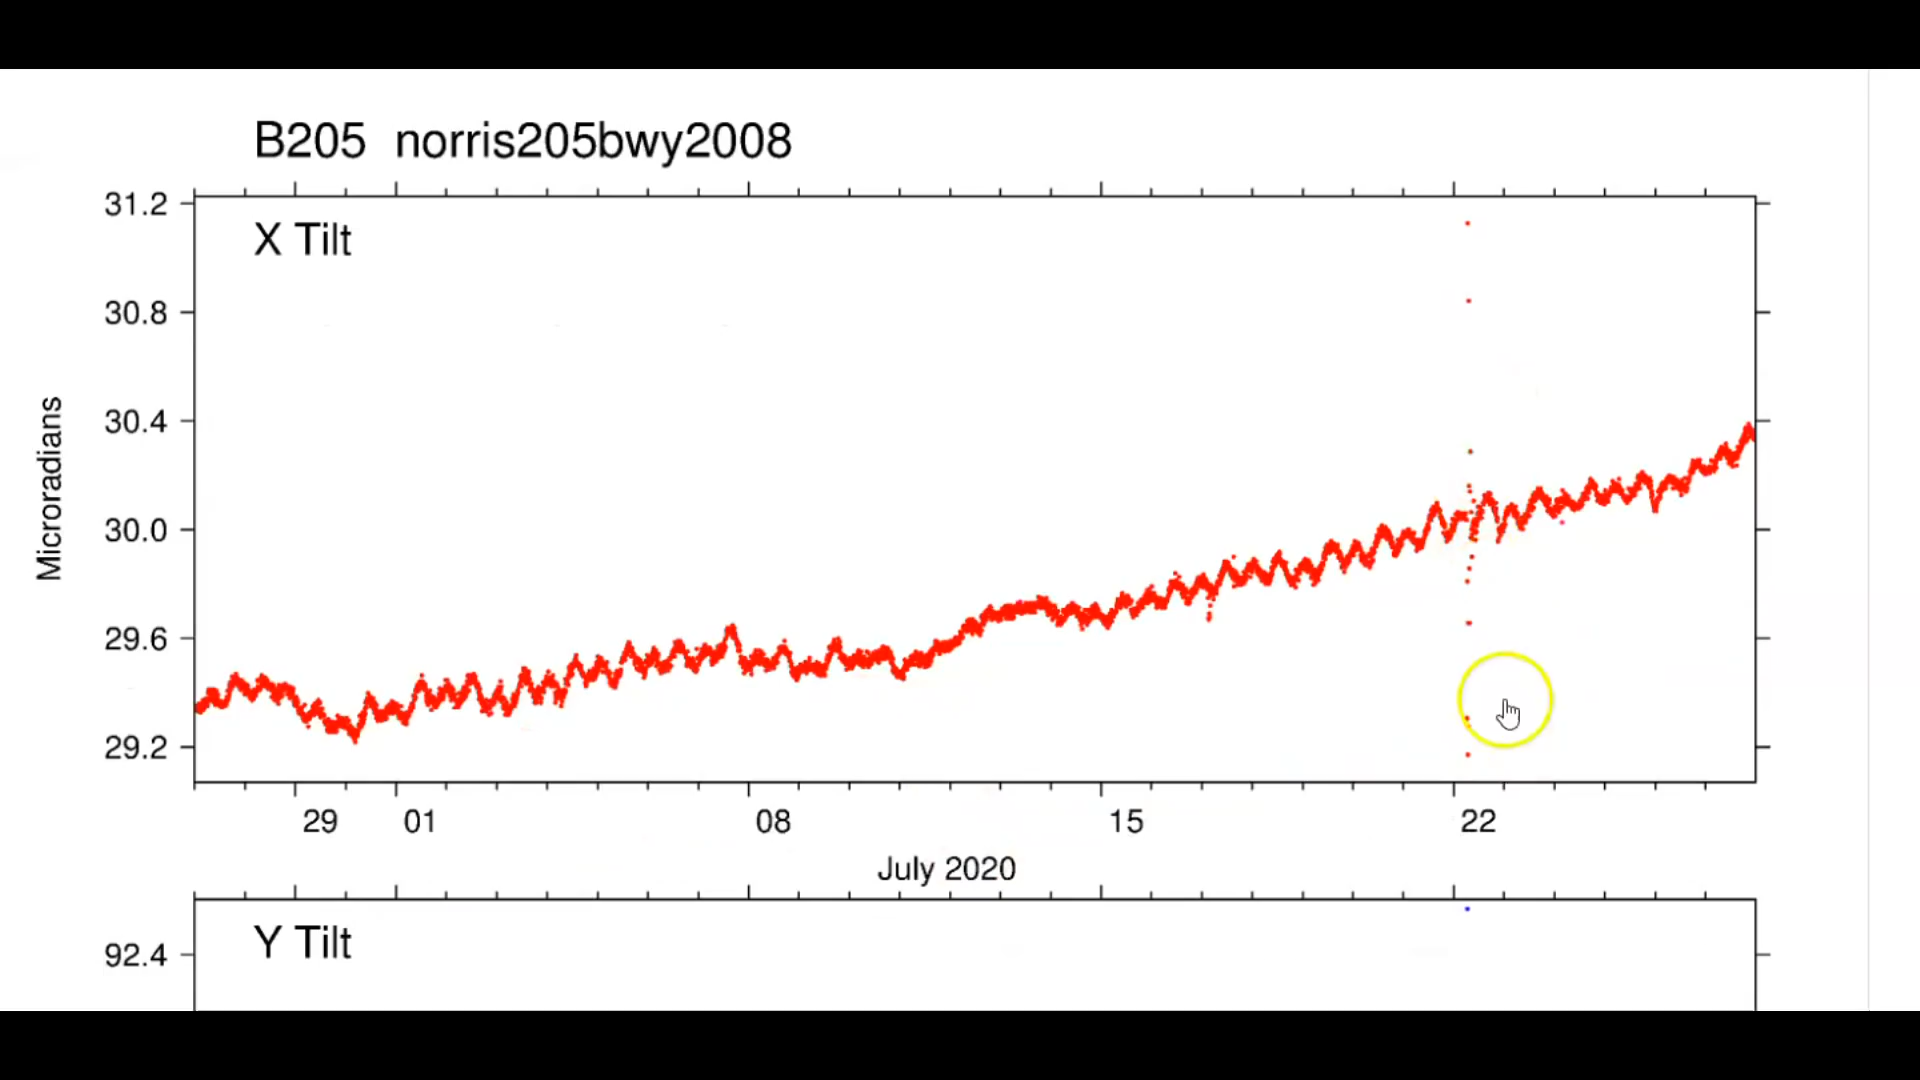 B205 norris205bwy2008
X Tilt
31.2
30.8
30.4
30.0
29.6
29.2
Microradians
29 01 08 15 22
July 2020
Y Tilt
92.4